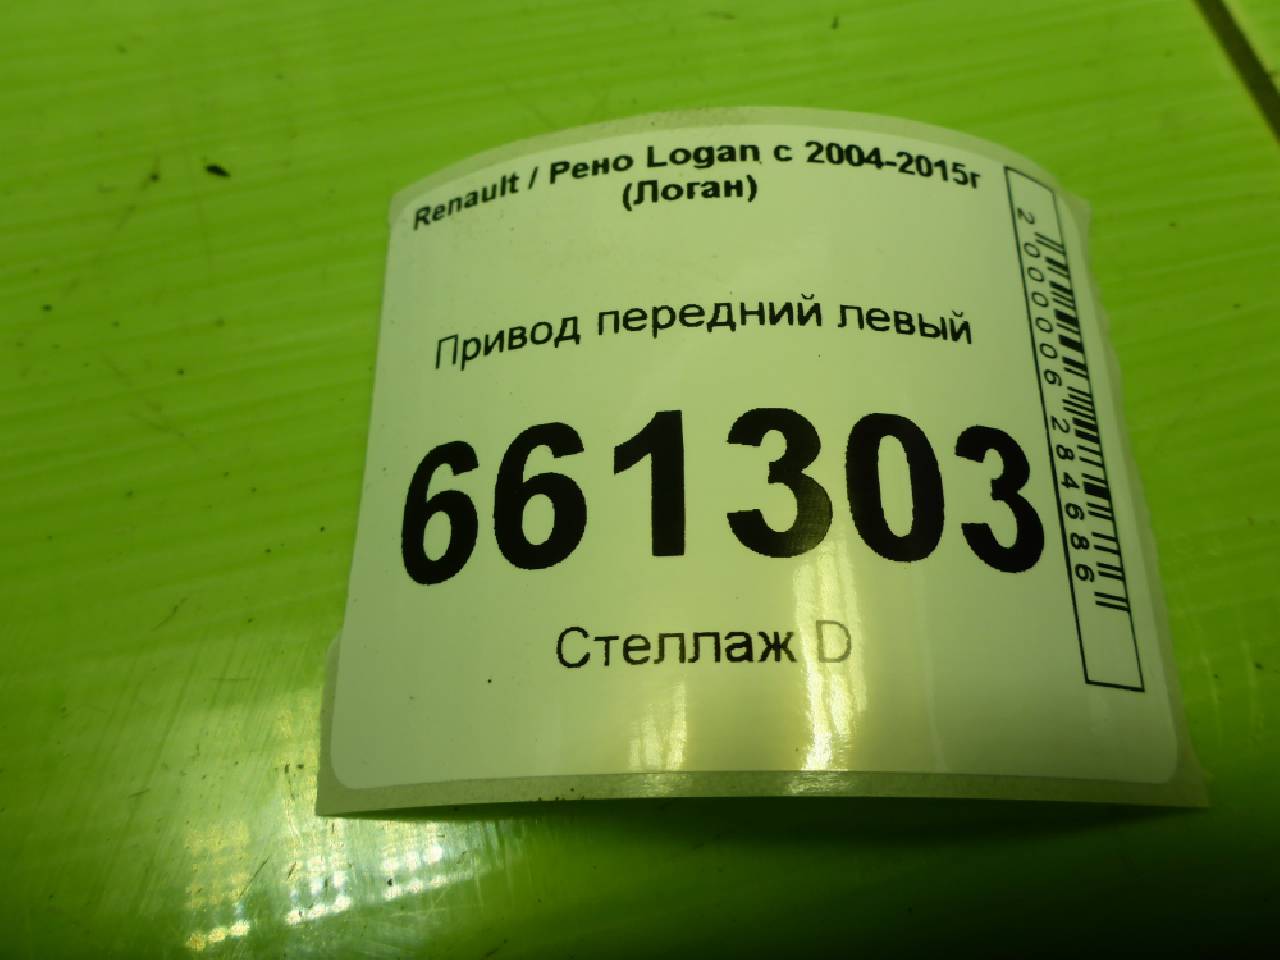 Renault / Рено Logan с 2004-2015г
(Логан)
Привод передний левый
661303
Стеллаж D
2000006284686